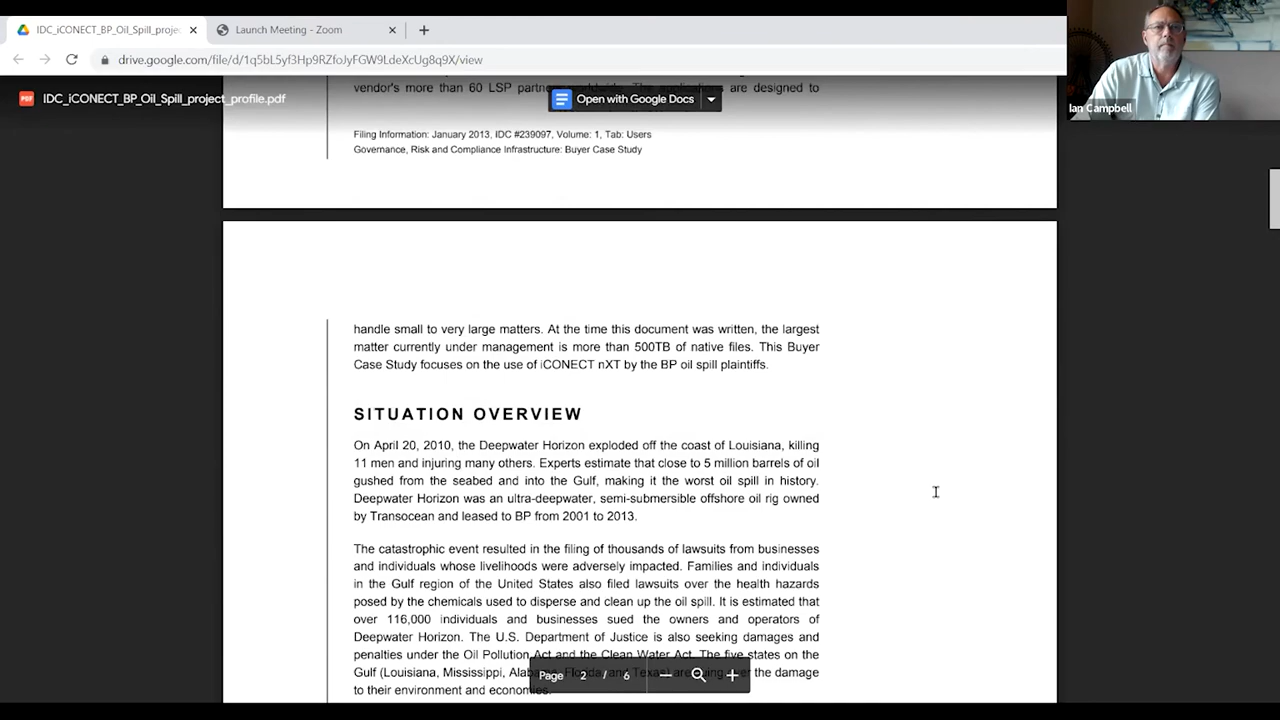 IDC_iCONECT_BP_Oil_Spill_proje
Launch Meeting - Zoom
drive.google.com/file/d/1q5bL5yf3Hp9RZfoJyFGW9LdeXcUg8q9X/view
PDF
IDC_iCONECT_BP_Oil_Spill_project_profile.pdf
Open with Google Docs
Ian Campbell
vendor's more than 60 LSP are designed to
Filing Information: January 2013, IDC #239097, Volume: 1, Tab: Users
Governance, Risk and Compliance Infrastructure: Buyer Case Study
handle small to very large matters. At the time this document was written, the largest
matter currently under management is more than 500TB of native files. This Buyer
Case Study focuses on the use of iCONECT nXT by the BP oil spill plaintiffs.
SITUATION OVERVIEW
On April 20, 2010, the Deepwater Horizon exploded off the coast of Louisiana, killing
11 men and injuring many others. Experts estimate that close to 5 million barrels of oil
gushed from the seabed and into the Gulf, making it the worst oil spill in history.
Deepwater Horizon was an ultra-deepwater, semi-submersible offshore oil rig owned
by Transocean and leased to BP from 2001 to 2013.
The catastrophic event resulted in the filing of thousands of lawsuits from businesses
and individuals whose livelihoods were adversely impacted. Families and individuals
in the Gulf region of the United States also filed lawsuits over the health hazards
posed by the chemicals used to disperse and clean up the oil spill. It is estimated that
over 116,000 individuals and businesses sued the owners and operators of
Deepwater Horizon. The U.S. Department of Justice is also seeking damages and
penalties under the Oil Pollution Act and the Clean Water Act. The five states on the
Gulf (Louisiana, Mississippi, Alabama, Florida, and Texas) are the damage
to their environment and economies.
Page 2 / 6